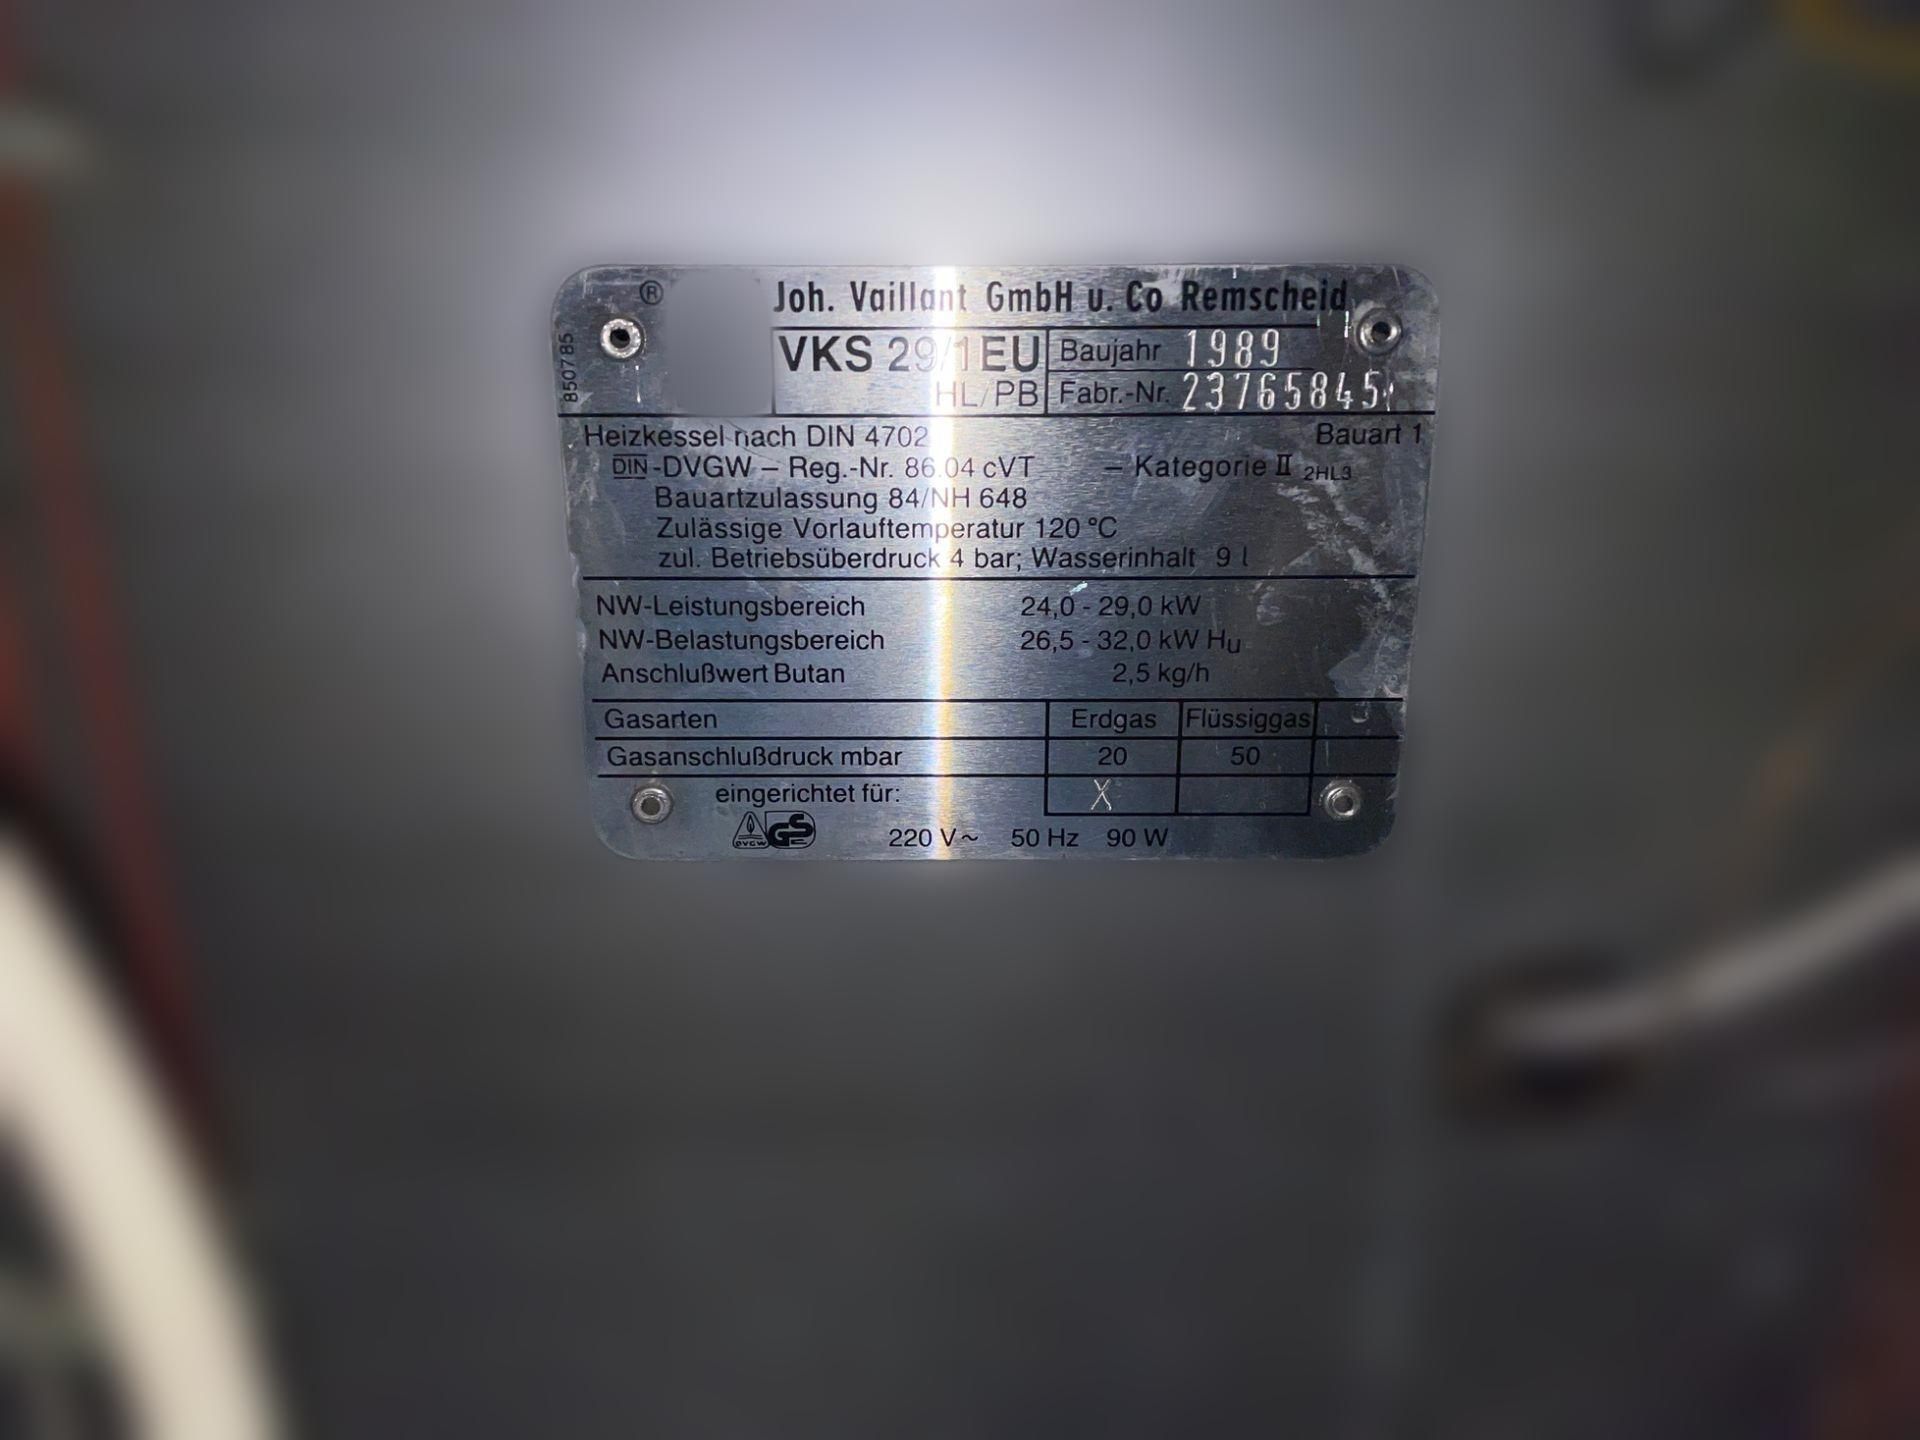 ® Joh. Vaillant GmbH u. Co Remscheid
850785
VKS 29/1EU
HL/PB
Baujahr 1989
Fabr.-Nr. 23765845
Heizkessel nach DIN 4702 Bauart 1
DIN-DVGW – Reg.-Nr. 86.04 cVT – Kategorie II 2HL3
Bauartzulassung 84/NH 648
Zulässige Vorlauftemperatur 120 °C
zul. Betriebsüberdruck 4 bar; Wasserinhalt 9 l
NW-Leistungsbereich 24,0 - 29,0 kW
NW-Belastungsbereich 26,5 - 32,0 kW Hu
Anschlußwert Butan 2,5 kg/h
Gasarten Erdgas Flüssiggas
Gasanschlußdruck mbar 20 50
eingerichtet für: X
DVGW GS 220 V~ 50 Hz 90 W